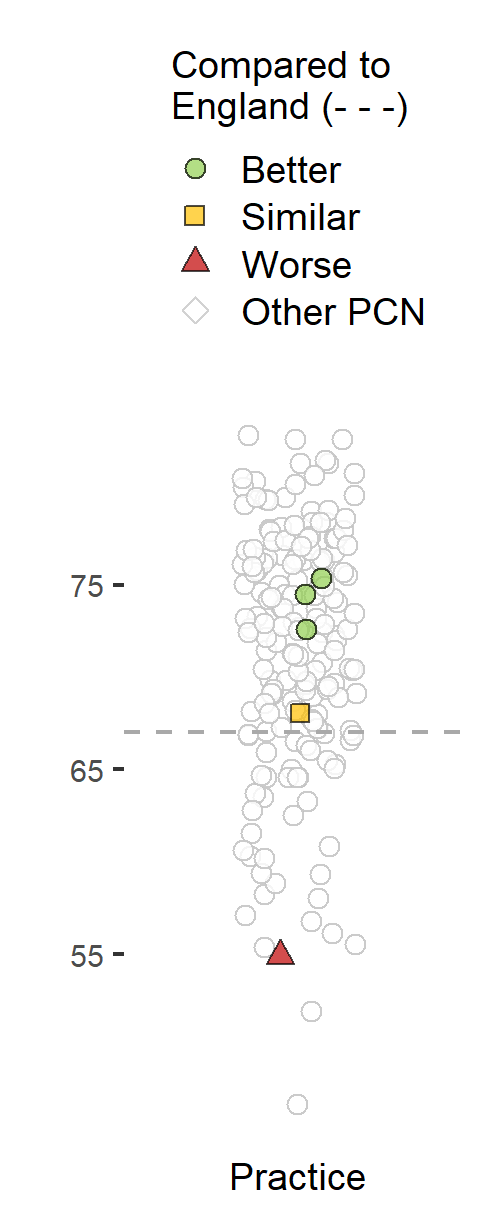 Compared to
England (- - -)
Better
Similar
Worse
Other PCN
75
65
55
Practice